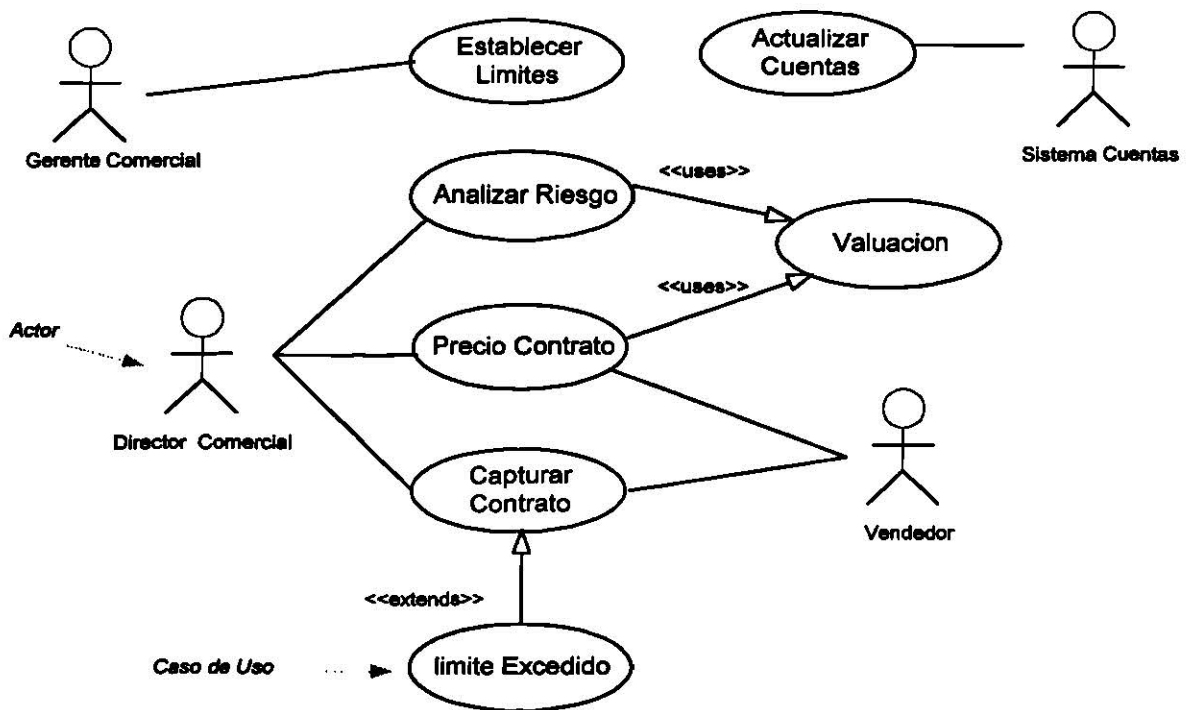 Establecer
Limites
Actualizar
Cuentas
Gerente Comercial
Sistema Cuentas
Analizar Riesgo
<<uses>>
Valuacion
<<uses>>
Actor
Precio Contrato
Director Comercial
Capturar
Contrato
Vendedor
<<extends>>
Caso de Uso
limite Excedido